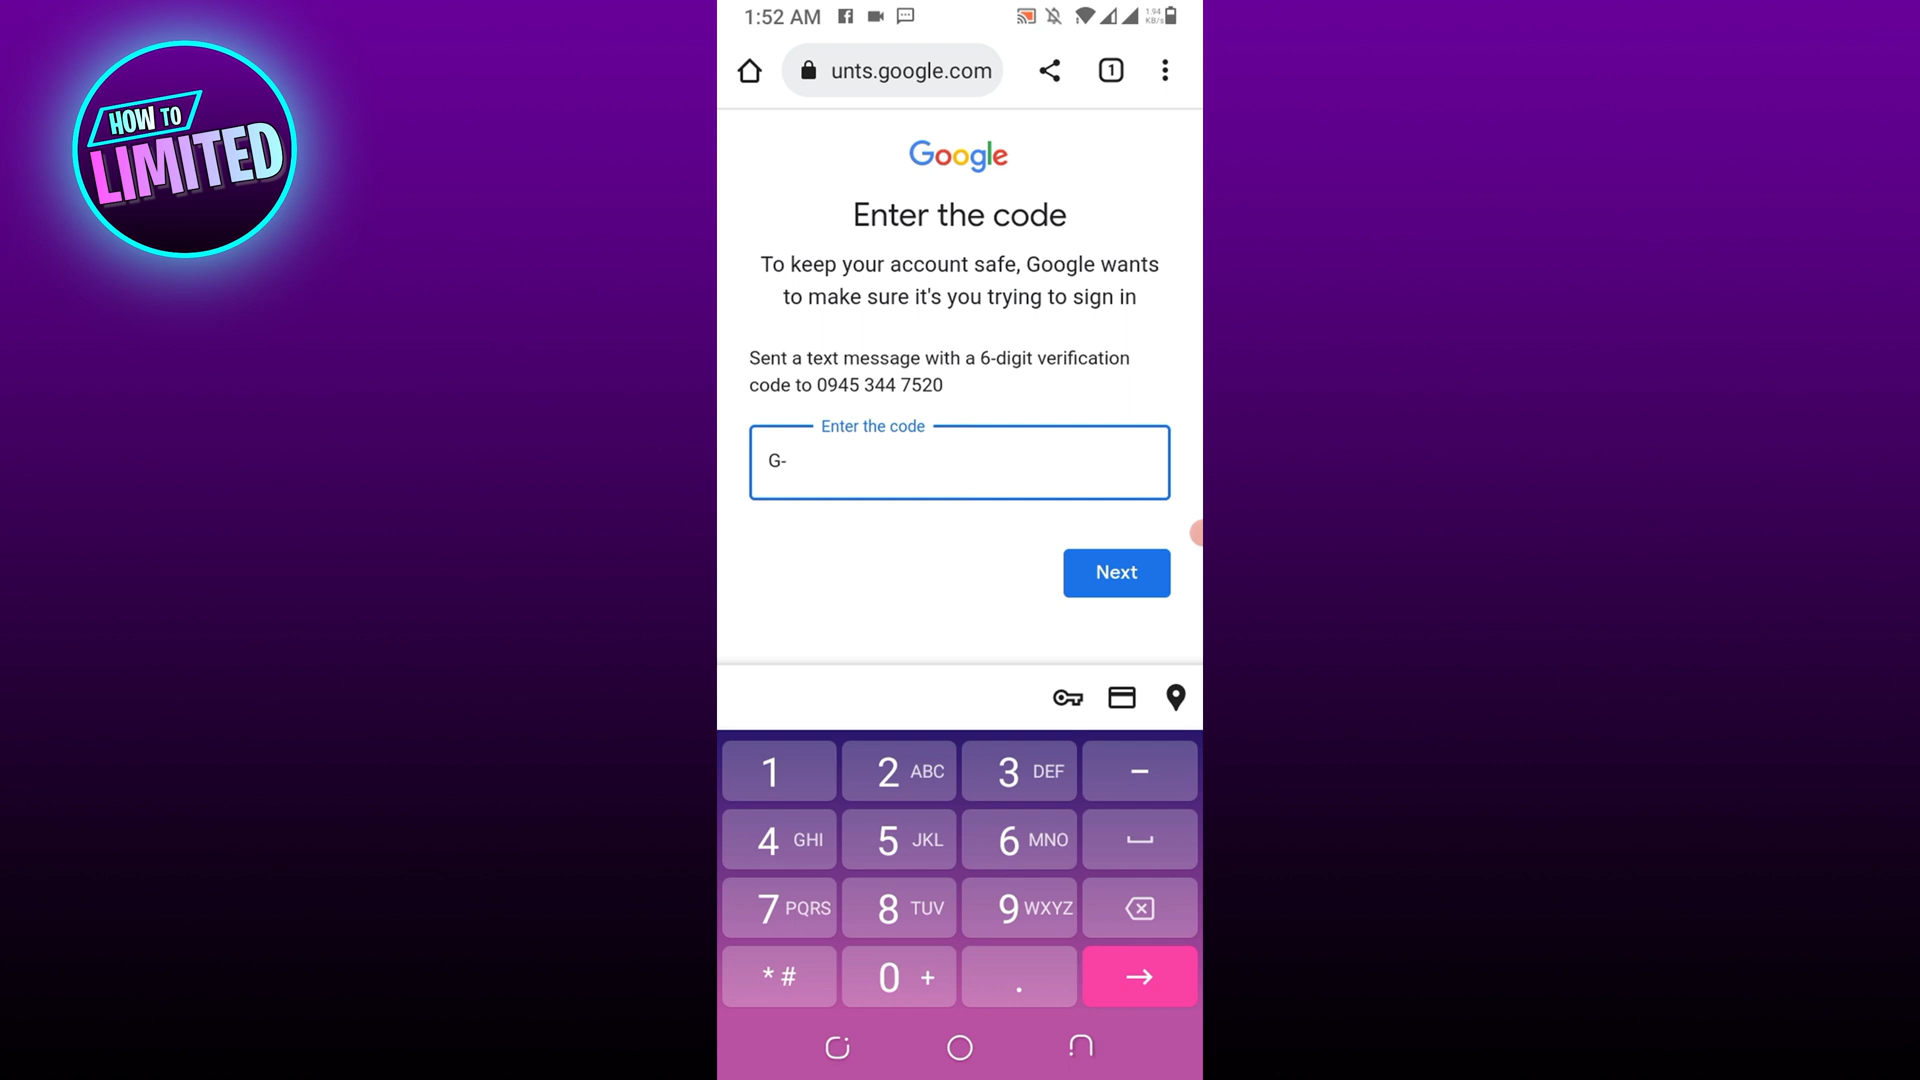 HOW TO
LIMITED
1:52 AM
1.94
KB/s
unts.google.com
1
Google
Enter the code
To keep your account safe, Google wants
to make sure it's you trying to sign in
Sent a text message with a 6-digit verification
code to 0945 344 7520
Enter the code
G-
Next
1 2 ABC 3 DEF -
4 GHI 5 JKL 6 MNO
7 PQRS 8 TUV 9 WXYZ
* # 0 + .